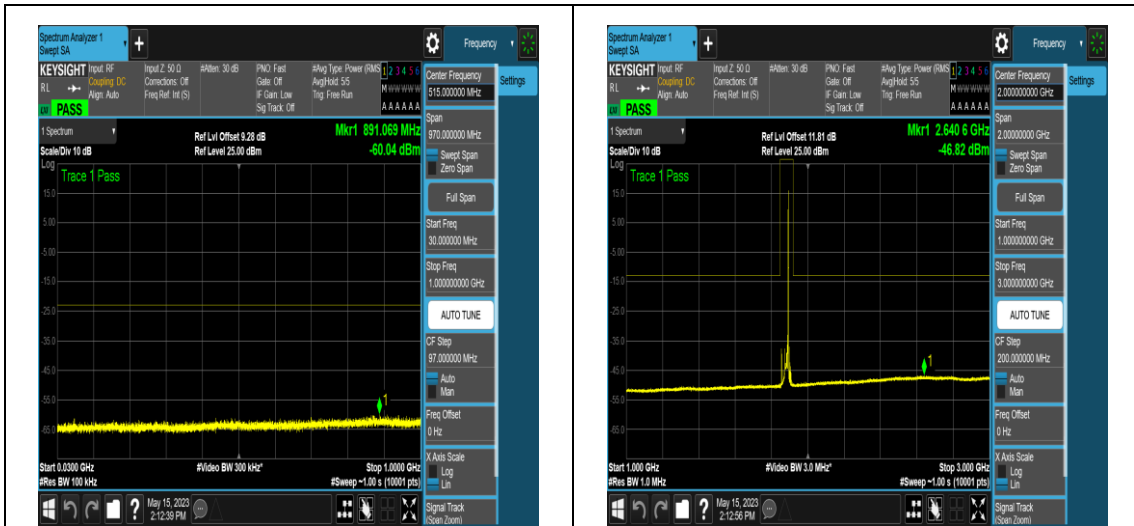 Spectrum Analyzer 1
Swept SA
+
Frequency
KEYSIGHT
Input: RF
Coupling: DC
Align: Auto
Input Z: 50 Ω
Corrections: Off
Freq Ref: Int (S)
#Atten: 30 dB
PNO: Fast
Gate: Off
IF Gain: Low
Sig Track: Off
#Avg Type: Power (RMS
Avg|Hold: 5/5
Trig: Free Run
1 2 3 4 5 6
M W W W W W
A A A A A A
RL
PASS
1 Spectrum
Scale/Div 10 dB
Ref Lvl Offset 9.28 dB
Ref Level 25.00 dBm
Mkr1 891.069 MHz
-60.04 dBm
Log
Trace 1 Pass
15.0
5.00
-5.00
-15.0
-25.0
-35.0
-45.0
-55.0
-65.0
1
Start 0.0300 GHz
#Res BW 100 kHz
#Video BW 300 kHz*
Stop 1.0000 GHz
#Sweep ~1.00 s (10001 pts)
Center Frequency
515.000000 MHz
Settings
Span
970.000000 MHz
Swept Span
Zero Span
Full Span
Start Freq
30.000000 MHz
Stop Freq
1.000000000 GHz
AUTO TUNE
CF Step
97.000000 MHz
Auto
Man
Freq Offset
0 Hz
X Axis Scale
Log
Lin
Signal Track
(Span Zoom)
?
May 15, 2023
2:12:39 PM
Spectrum Analyzer 1
Swept SA
+
Frequency
KEYSIGHT
Input: RF
Coupling: DC
Align: Auto
Input Z: 50 Ω
Corrections: Off
Freq Ref: Int (S)
#Atten: 30 dB
PNO: Fast
Gate: Off
IF Gain: Low
Sig Track: Off
#Avg Type: Power (RMS
Avg|Hold: 5/5
Trig: Free Run
1 2 3 4 5 6
M W W W W W
A A A A A A
RL
PASS
1 Spectrum
Scale/Div 10 dB
Ref Lvl Offset 11.81 dB
Ref Level 25.00 dBm
Mkr1 2.640 6 GHz
-46.82 dBm
Log
Trace 1 Pass
15.0
5.00
-5.00
-15.0
-25.0
-35.0
-45.0
-55.0
-65.0
1
Start 1.000 GHz
#Res BW 1.0 MHz
#Video BW 3.0 MHz*
Stop 3.000 GHz
#Sweep ~1.00 s (10001 pts)
Center Frequency
2.000000000 GHz
Settings
Span
2.00000000 GHz
Swept Span
Zero Span
Full Span
Start Freq
1.000000000 GHz
Stop Freq
3.000000000 GHz
AUTO TUNE
CF Step
200.000000 MHz
Auto
Man
Freq Offset
0 Hz
X Axis Scale
Log
Lin
Signal Track
(Span Zoom)
?
May 15, 2023
2:12:56 PM